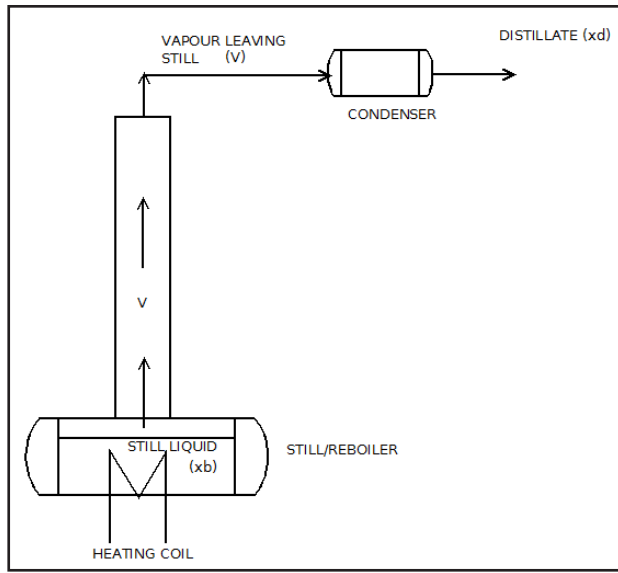 VAPOUR LEAVING
STILL (V)
DISTILLATE (xd)
CONDENSER
V
STILL LIQUID
(xb)
STILL/REBOILER
HEATING COIL